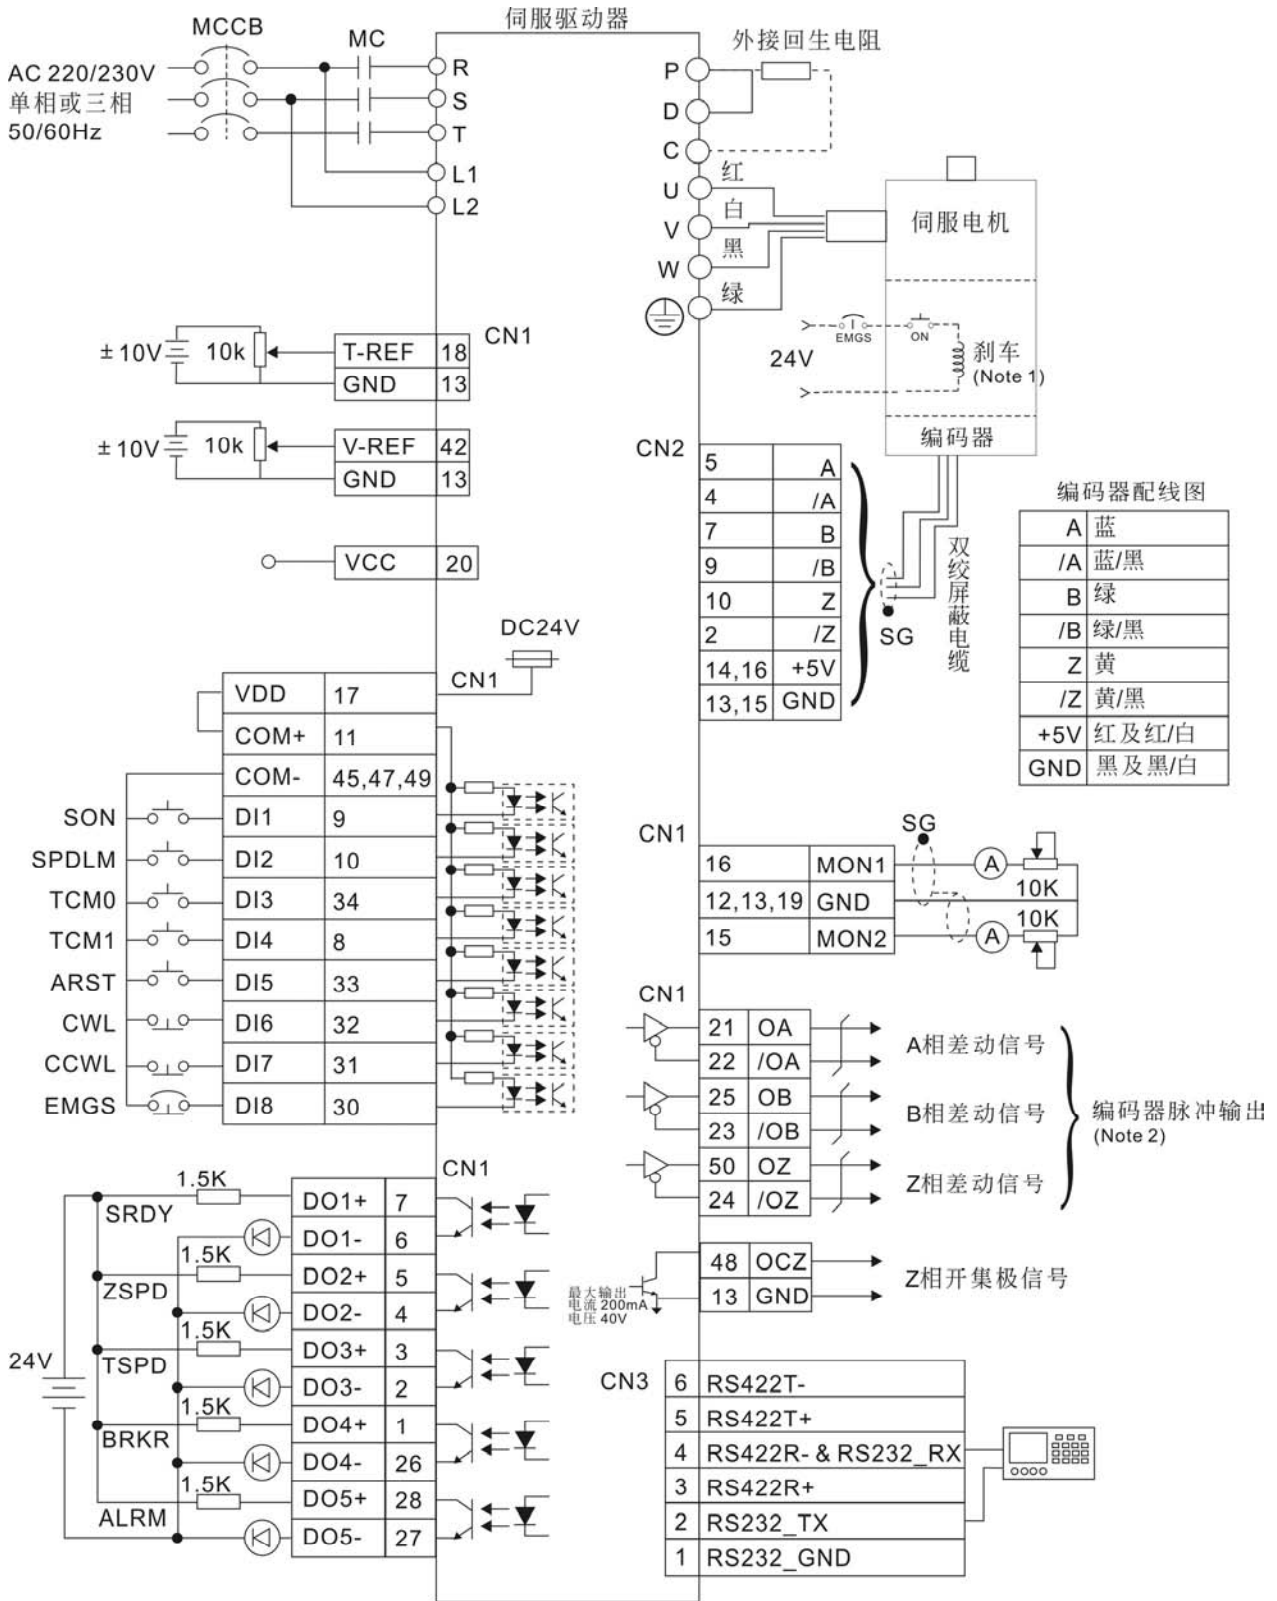 伺服驱动器
MCCB
MC
AC 220/230V
单相或三相
50/60Hz
R
S
T
L1
L2
外接回生电阻
P
D
C
U
V
W
红
白
黑
绿
伺服电机
EMGS
ON
24V
刹车
(Note 1)
编码器
±10V
10k
T-REF 18
GND 13
CN1
±10V
10k
V-REF 42
GND 13
VCC 20
CN2
5 A
4 /A
7 B
9 /B
10 Z
2 /Z
14,16 +5V
13,15 GND
SG
双绞屏蔽电缆
编码器配线图
A 蓝
/A 蓝/黑
B 绿
/B 绿/黑
Z 黄
/Z 黄/黑
+5V 红及红/白
GND 黑及黑/白
DC24V
CN1
VDD 17
COM+ 11
COM- 45,47,49
SON DI1 9
SPDLM DI2 10
TCM0 DI3 34
TCM1 DI4 8
ARST DI5 33
CWL DI6 32
CCWL DI7 31
EMGS DI8 30
CN1
SG
16 MON1
A
10K
12,13,19 GND
10K
15 MON2
A
CN1
21 OA
22 /OA
A相差动信号
25 OB
23 /OB
B相差动信号
50 OZ
24 /OZ
Z相差动信号
编码器脉冲输出
(Note 2)
48 OCZ
13 GND
Z相开集极信号
最大输出
电流 200mA
电压 40V
CN1
24V
1.5K
SRDY
DO1+ 7
DO1- 6
1.5K
ZSPD
DO2+ 5
DO2- 4
1.5K
TSPD
DO3+ 3
DO3- 2
1.5K
BRKR
DO4+ 1
DO4- 26
1.5K
ALRM
DO5+ 28
DO5- 27
CN3
6 RS422T-
5 RS422T+
4 RS422R- & RS232_RX
3 RS422R+
2 RS232_TX
1 RS232_GND